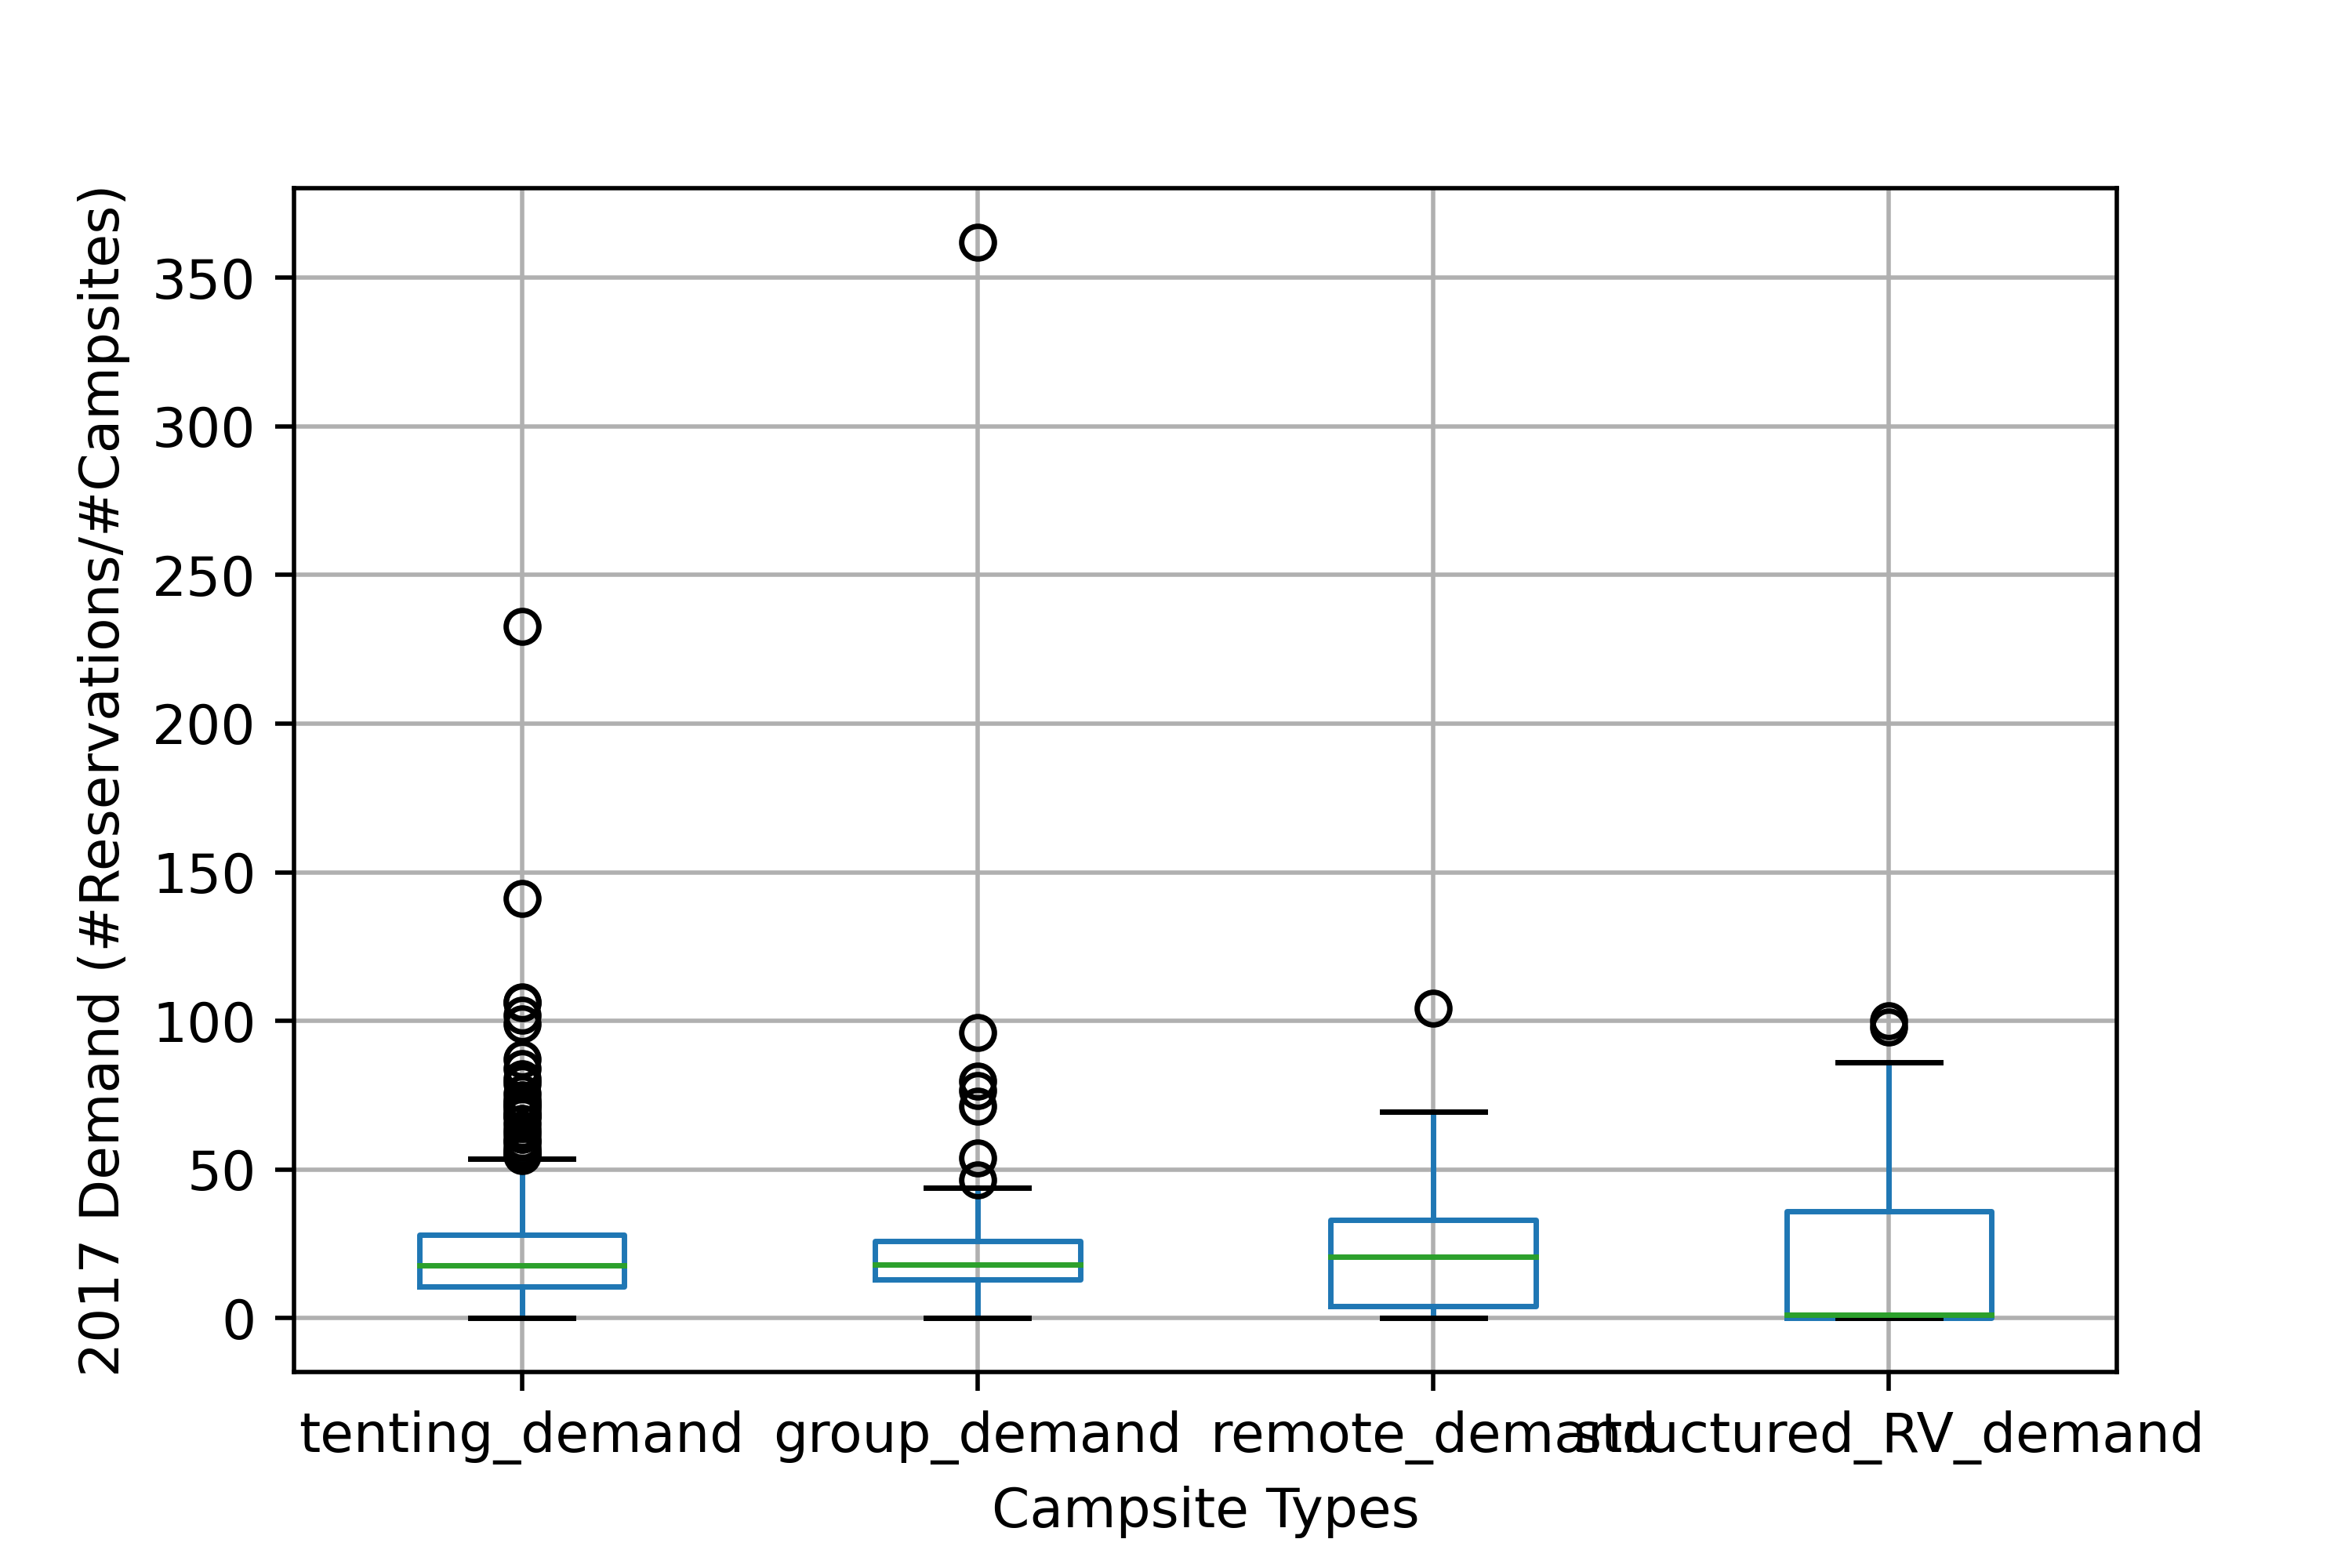 2017 Demand (#Reservations/#Campsites)
350
300
250
200
150
100
50
0
tenting_demand group_demand remote_demand structured_RV_demand
Campsite Types